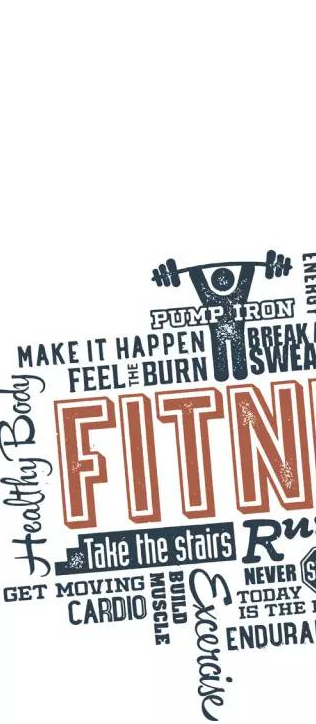 ENERGY
PUMP IRON
MAKE IT HAPPEN
BREAK A
SWEA
FEEL THE BURN
Healthy Body
FITN
Take the stairs
Ru
GET MOVING
CARDIO
BUILD
MUSCLE
Exercise
NEVER S
TODAY
IS THE
ENDURA